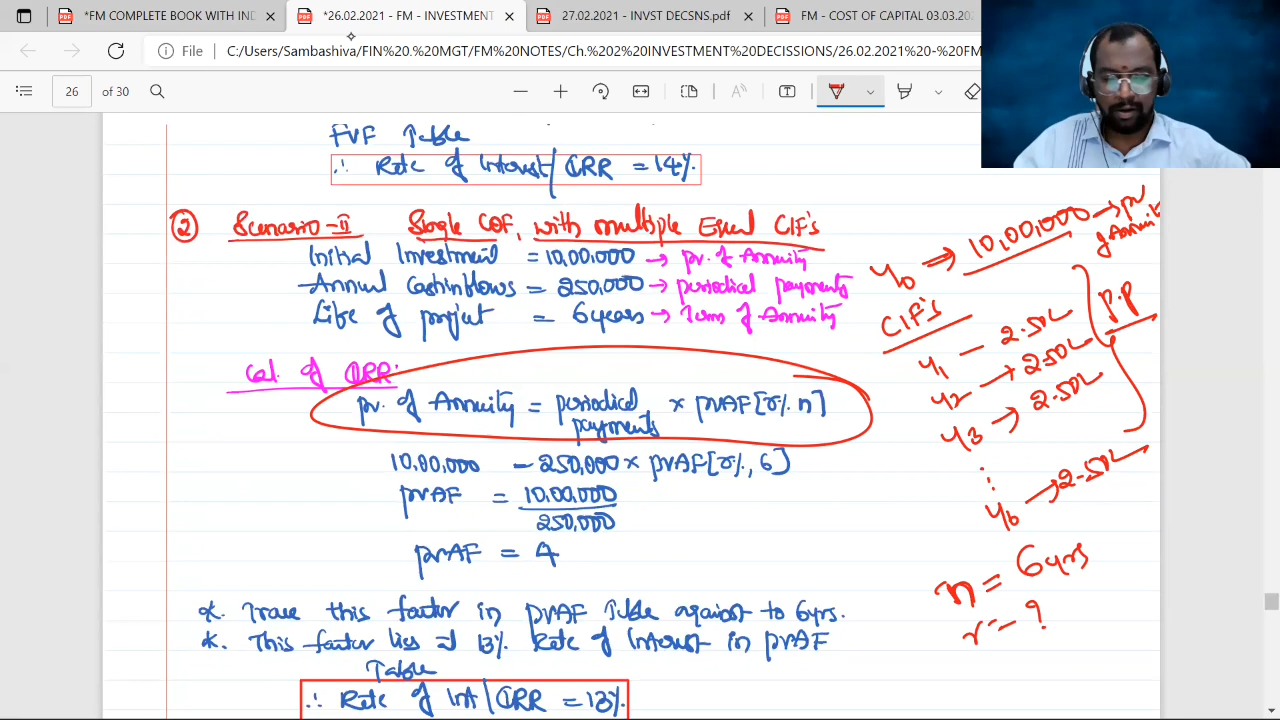 *FM COMPLETE BOOK WITH IND
*26.02.2021 - FM - INVESTMENT
27.02.2021 - INVST DECSNS.pdf
FM - COST OF CAPITAL 03.03.20
File C:/Users/Sambashiva/FIN%20.%20MGT/FM%20NOTES/Ch.%202%20INVESTMENT%20DECISSIONS/26.02.2021%20-%20FM
26 of 30
FVF Table
∴ Rate of Interest/IRR = 14%.
② Scenario-II Single COF, with multiple Equal CIF's
Initial Investment = 10,00,000 → pv. of Annuity
Annual Cashinflows = 250,000 → periodical payments
Life of project = 6 years → Term of Annuity
Cal. of IRR:
pv. of Annuity = periodical payments × PVAF[r%. n]
10,00,000 = 250,000 × PVAF[r%, 6]
PVAF = 10,00,000
250,000
PVAF = 4
*. Trace this factor in PVAF Table against to 6yrs.
*. This factor lies at 13%. Rate of Interest in PVAF
Table
∴ Rate of Int/IRR = 13%.
Y0 ⇒ 10,00,000 → pv
of Annuit
CIF's
Y1 — 2.50L
Y2 → 2.50L
Y3 → 2.50L
⋮
Y6 → 2.50L
P.P
n = 6yrs
r = ?